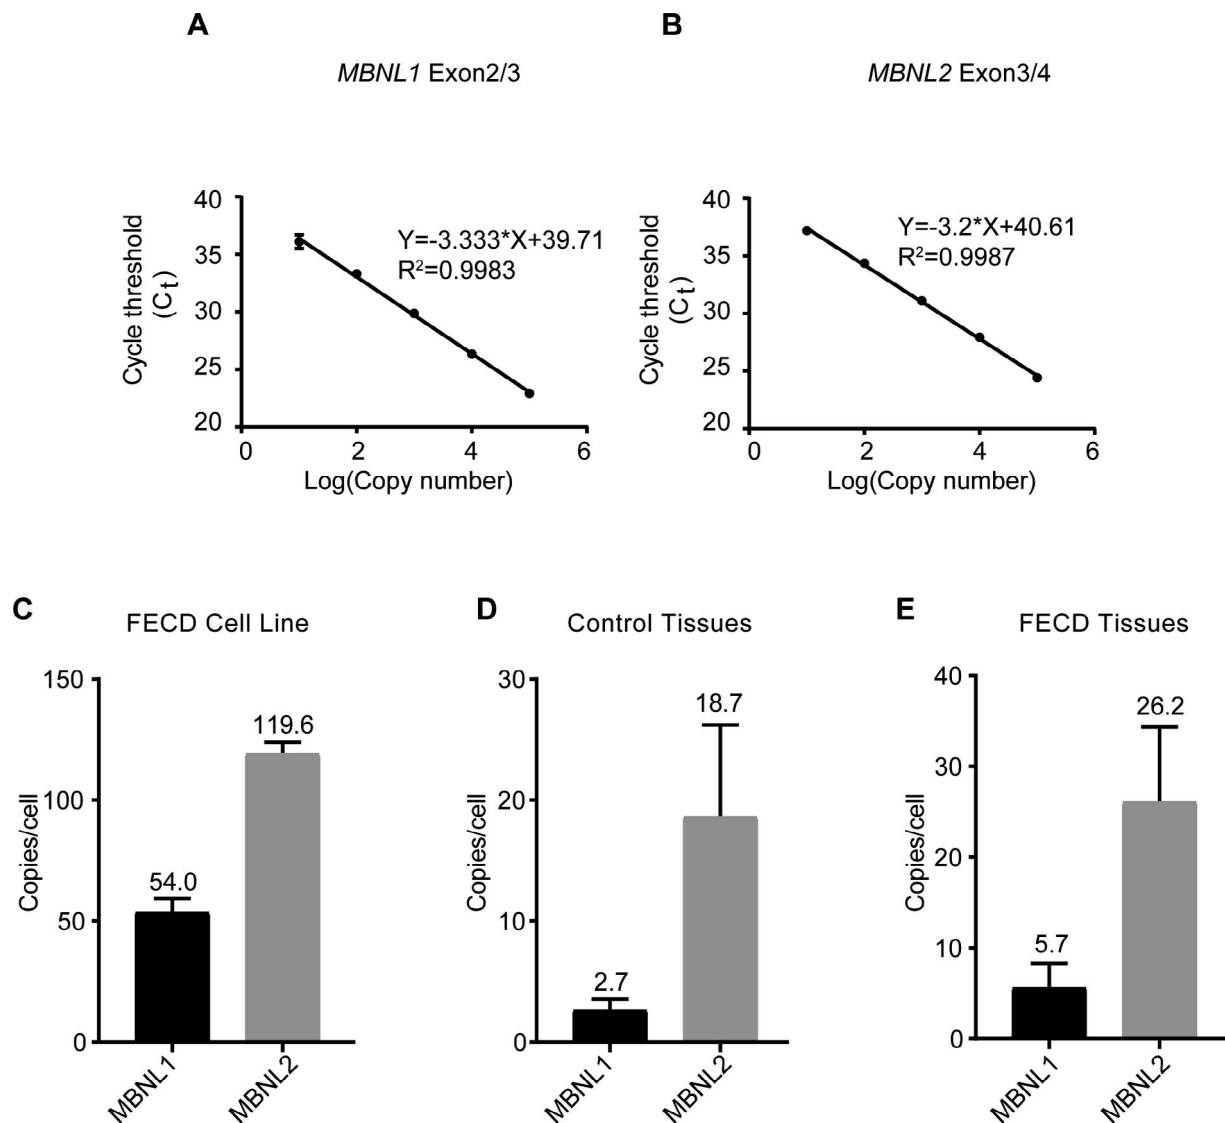 A
B
MBNL1 Exon2/3
MBNL2 Exon3/4
40
35
30
25
20
Cycle threshold
(Ct)
Y=-3.333*X+39.71
R²=0.9983
0
2
4
6
Log(Copy number)
40
35
30
25
20
Cycle threshold
(Ct)
Y=-3.2*X+40.61
R²=0.9987
0
2
4
6
Log(Copy number)
C
FECD Cell Line
150
100
50
0
Copies/cell
54.0
119.6
MBNL1
MBNL2
D
Control Tissues
30
20
10
0
Copies/cell
2.7
18.7
MBNL1
MBNL2
E
FECD Tissues
40
30
20
10
0
Copies/cell
5.7
26.2
MBNL1
MBNL2